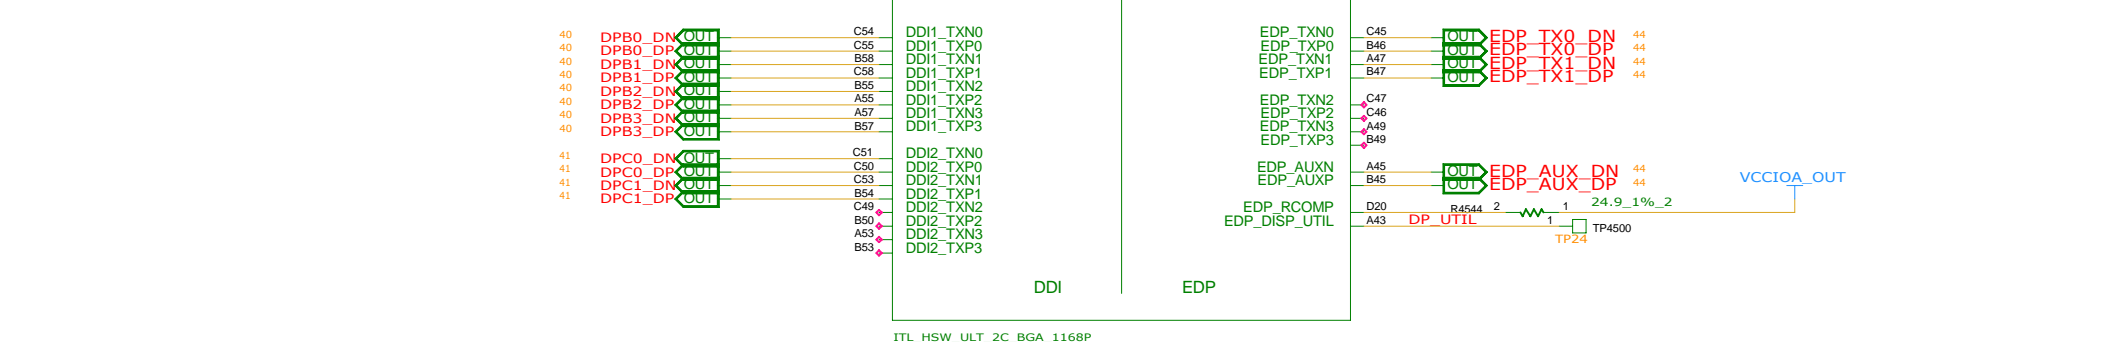 40 DPB0_DN OUT C54 DDI1_TXN0 EDP_TXN0 C45 OUT EDP_TX0_DN 44
40 DPB0_DP OUT C55 DDI1_TXP0 EDP_TXP0 B46 OUT EDP_TX0_DP 44
40 DPB1_DN OUT B58 DDI1_TXN1 EDP_TXN1 A47 OUT EDP_TX1_DN 44
40 DPB1_DP OUT C58 DDI1_TXP1 EDP_TXP1 B47 OUT EDP_TX1_DP 44
40 DPB2_DN OUT B55 DDI1_TXN2
40 DPB2_DP OUT A55 DDI1_TXP2 EDP_TXN2 C47
40 DPB3_DN OUT A57 DDI1_TXN3 EDP_TXP2 C46
40 DPB3_DP OUT B57 DDI1_TXP3 EDP_TXN3 A49
EDP_TXP3 B49
41 DPC0_DN OUT C51 DDI2_TXN0
41 DPC0_DP OUT C50 DDI2_TXP0 EDP_AUXN A45 OUT EDP_AUX_DN 44
41 DPC1_DN OUT C53 DDI2_TXN1 EDP_AUXP B45 OUT EDP_AUX_DP 44 VCCIOA_OUT
41 DPC1_DP OUT B54 DDI2_TXP1
C49 DDI2_TXN2 EDP_RCOMP D20 R4544 2 1 24.9_1%_2
B50 DDI2_TXP2 EDP_DISP_UTIL A43 DP_UTIL 1 TP4500
A53 DDI2_TXN3 TP24
B53 DDI2_TXP3
DDI EDP
ITL HSW ULT 2C BGA 1168P